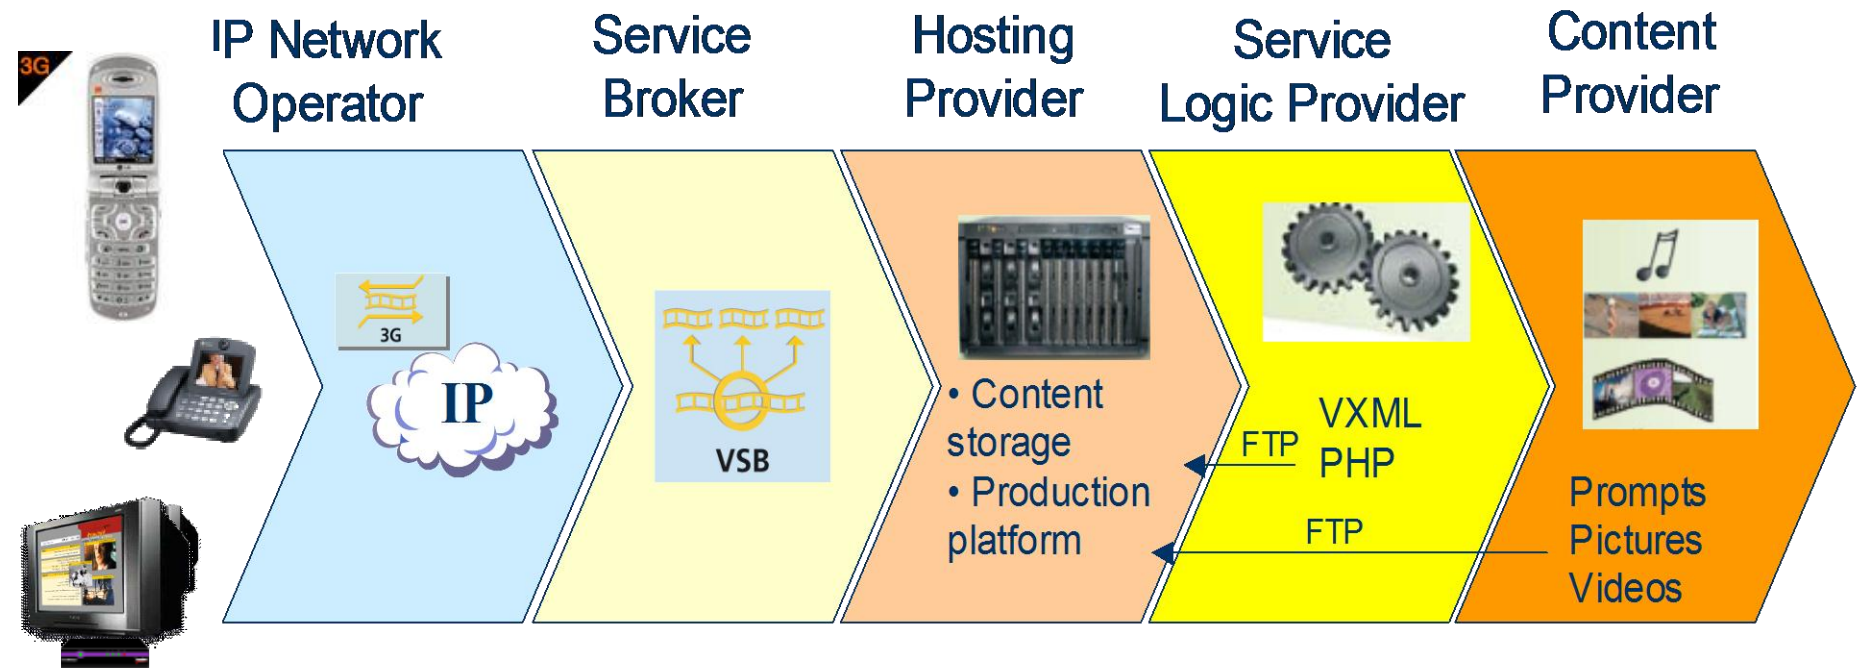 3G
IP Network
Operator
Service
Broker
Hosting
Provider
Service
Logic Provider
Content
Provider
3G
IP
VSB
• Content
storage
• Production
platform
FTP
VXML
PHP
FTP
Prompts
Pictures
Videos